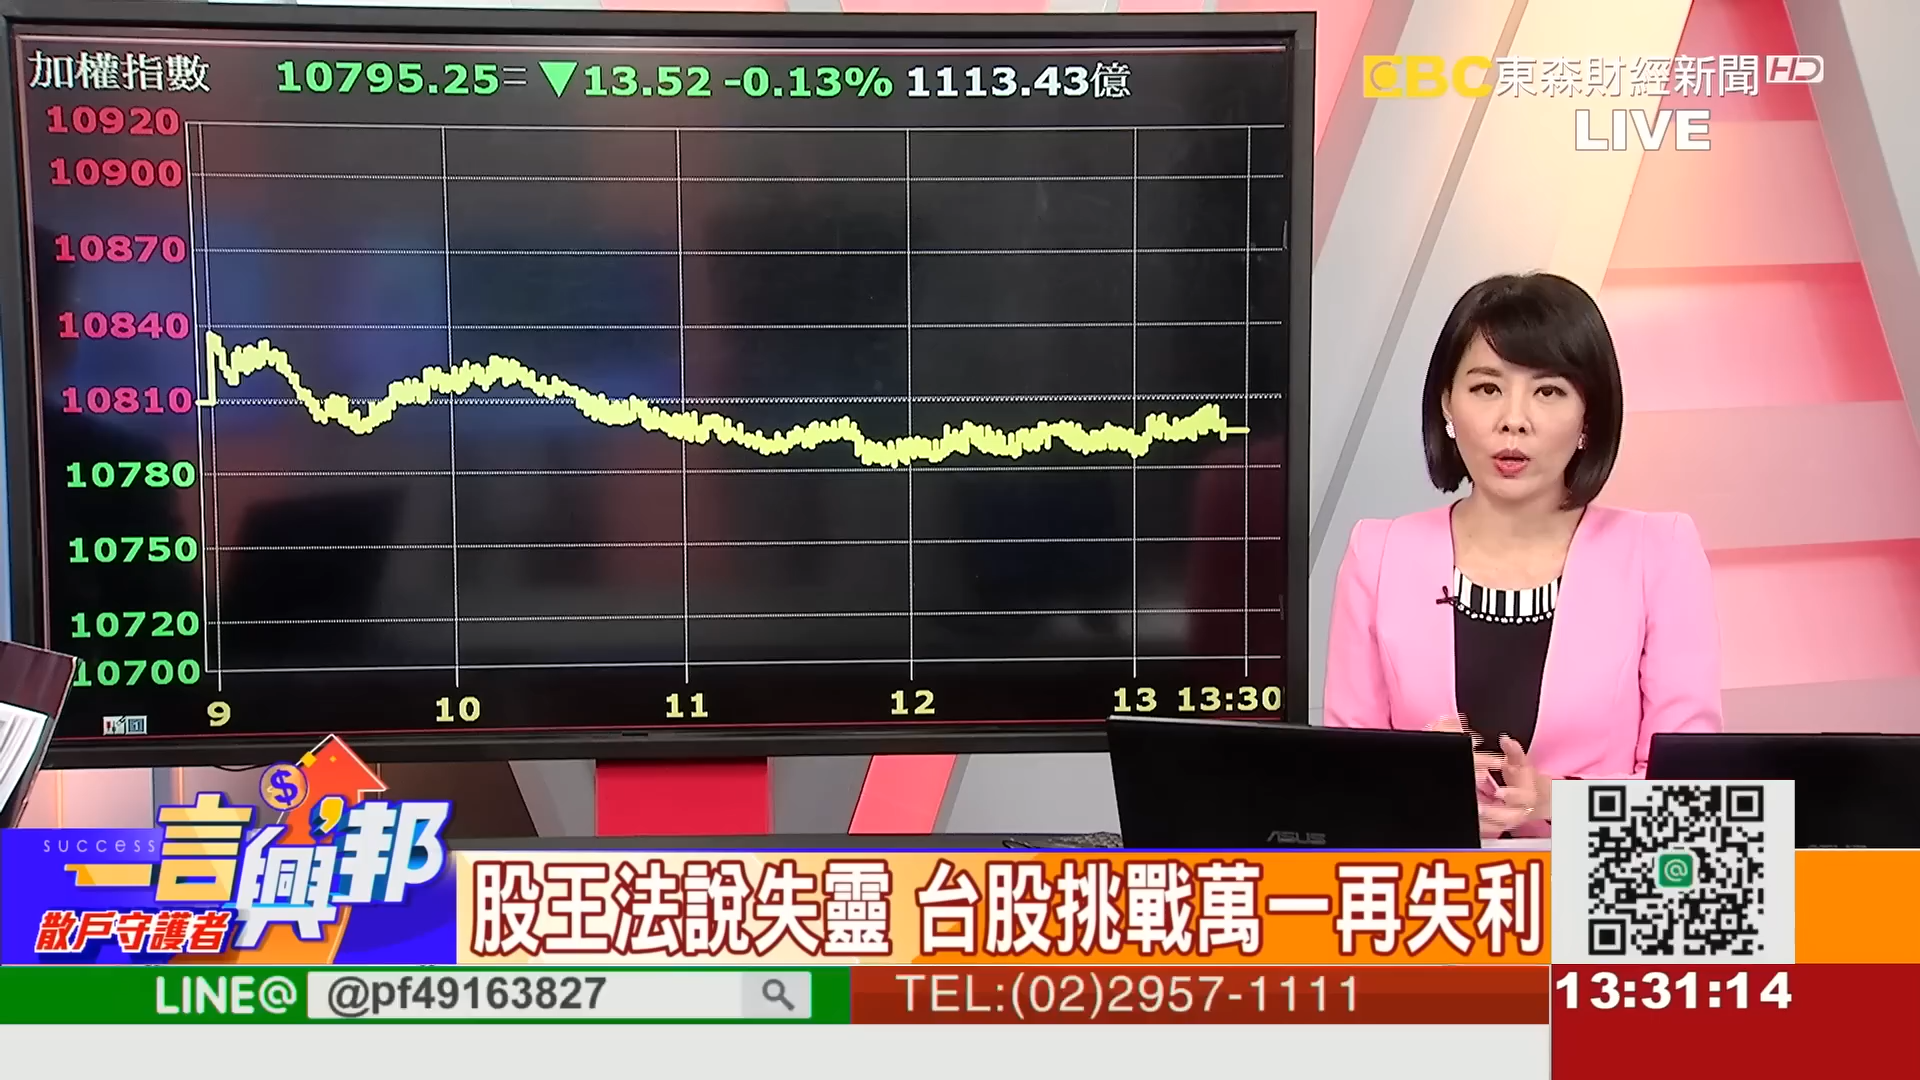 加權指數 10795.25 ▼13.52 -0.13% 1113.43億
10920
10900
10870
10840
10810
10780
10750
10720
10700
9 10 11 12 13 13:30
EBC東森財經新聞HD
LIVE
ASUS
$
success
一言興邦
散戶守護者
股王法說失靈 台股挑戰萬一再失利
LINE@ @pf49163827
TEL:(02)2957-1111
13:31:14